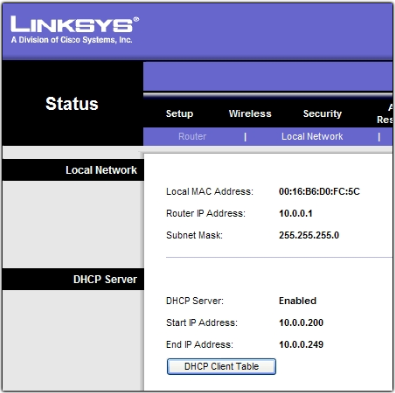 LINKSYS®
A Division of Cisco Systems, Inc.
Status
Setup Wireless Security
Router | Local Network |
Local Network
Local MAC Address: 00:16:B6:D0:FC:5C
Router IP Address: 10.0.0.1
Subnet Mask: 255.255.255.0
DHCP Server
DHCP Server: Enabled
Start IP Address: 10.0.0.200
End IP Address: 10.0.0.249
DHCP Client Table